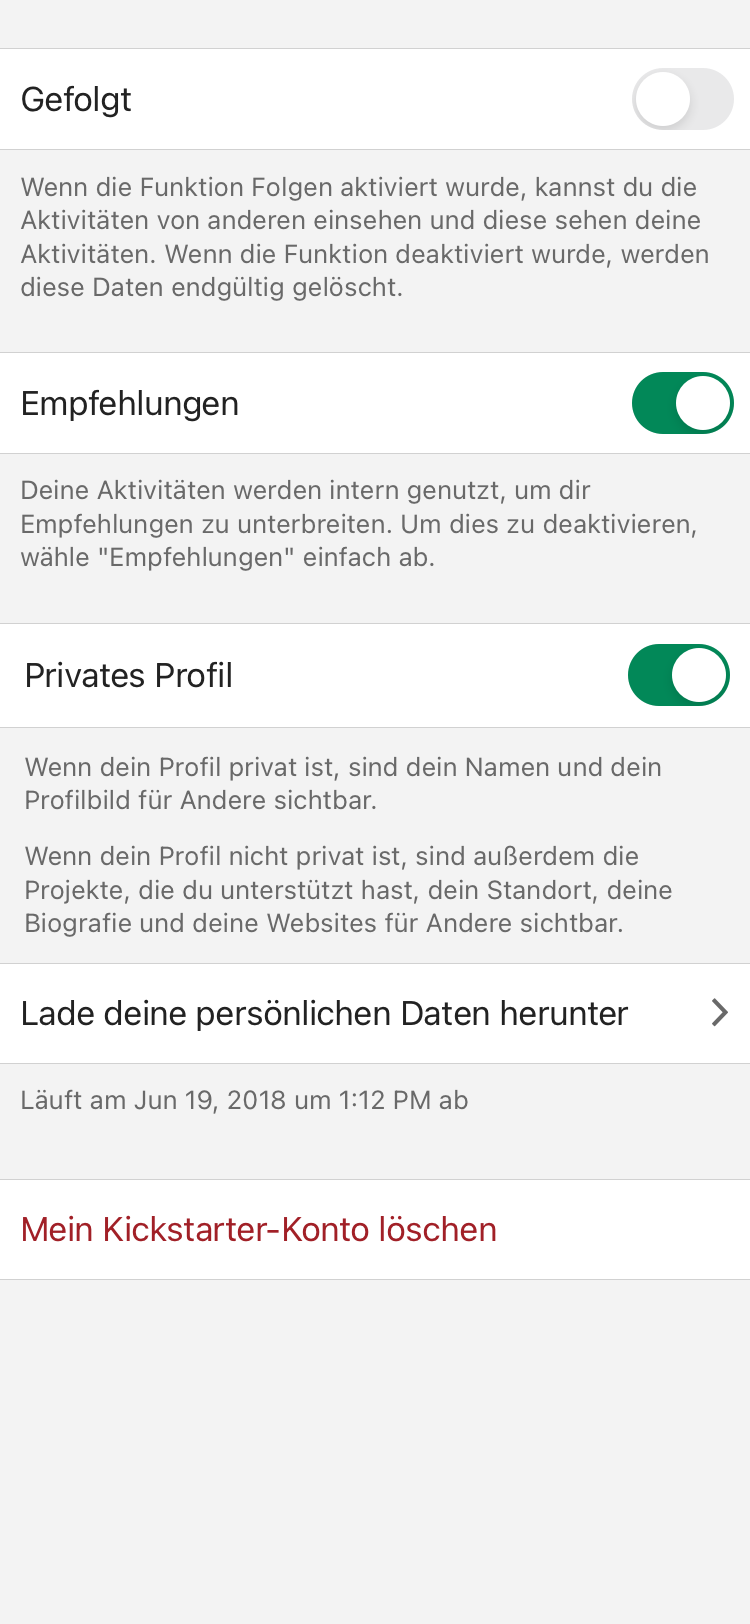 Gefolgt
Wenn die Funktion Folgen aktiviert wurde, kannst du die
Aktivitäten von anderen einsehen und diese sehen deine
Aktivitäten. Wenn die Funktion deaktiviert wurde, werden
diese Daten endgültig gelöscht.
Empfehlungen
Deine Aktivitäten werden intern genutzt, um dir
Empfehlungen zu unterbreiten. Um dies zu deaktivieren,
wähle "Empfehlungen" einfach ab.
Privates Profil
Wenn dein Profil privat ist, sind dein Namen und dein
Profilbild für Andere sichtbar.
Wenn dein Profil nicht privat ist, sind außerdem die
Projekte, die du unterstützt hast, dein Standort, deine
Biografie und deine Websites für Andere sichtbar.
Lade deine persönlichen Daten herunter
Läuft am Jun 19, 2018 um 1:12 PM ab
Mein Kickstarter-Konto löschen